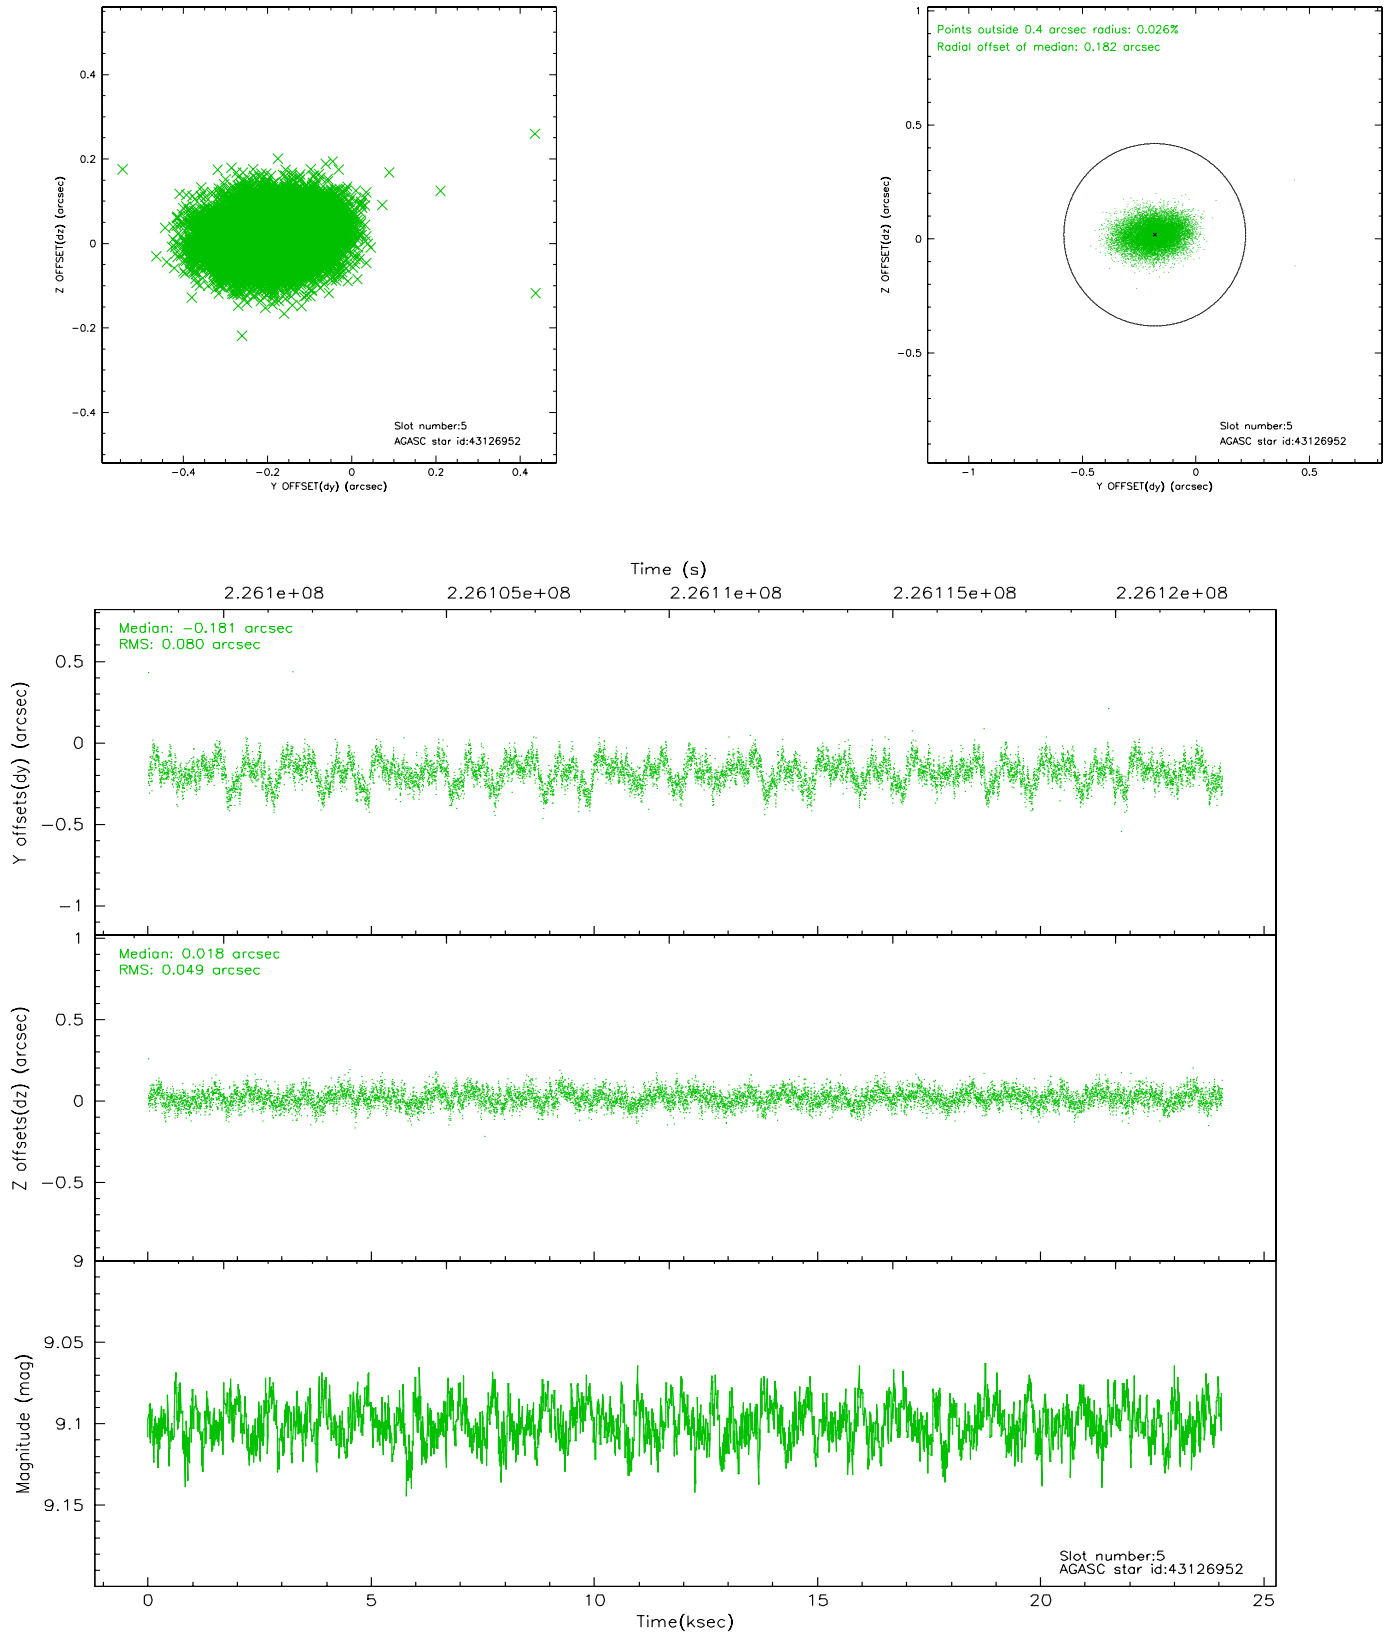 0.4
0.2
0
−0.2
−0.4
Z OFFSET(dz) (arcsec)
−0.4 −0.2 0 0.2 0.4
Y OFFSET(dy) (arcsec)
Slot number:5
AGASC star id:43126952
Points outside 0.4 arcsec radius: 0.026%
Radial offset of median: 0.182 arcsec
1
0.5
0
−0.5
Z OFFSET(dz) (arcsec)
−1 −0.5 0 0.5
Y OFFSET(dy) (arcsec)
Slot number:5
AGASC star id:43126952
Time (s)
2.261e+08 2.26105e+08 2.2611e+08 2.26115e+08 2.2612e+08
Median: −0.181 arcsec
RMS: 0.080 arcsec
0.5
0
−0.5
−1
Y offsets(dy) (arcsec)
Median: 0.018 arcsec
RMS: 0.049 arcsec
1
0.5
0
−0.5
Z offsets(dz) (arcsec)
9
9.05
9.1
9.15
Magnitude (mag)
Slot number:5
AGASC star id:43126952
0 5 10 15 20 25
Time(ksec)